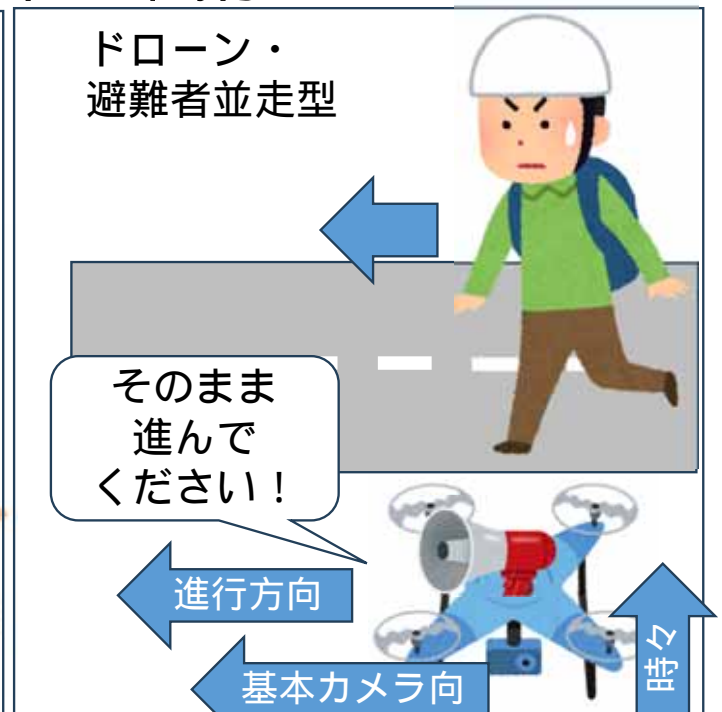 ドローン・
避難者並走型
そのまま
進んで
ください！
進行方向
基本カメラ向
時々